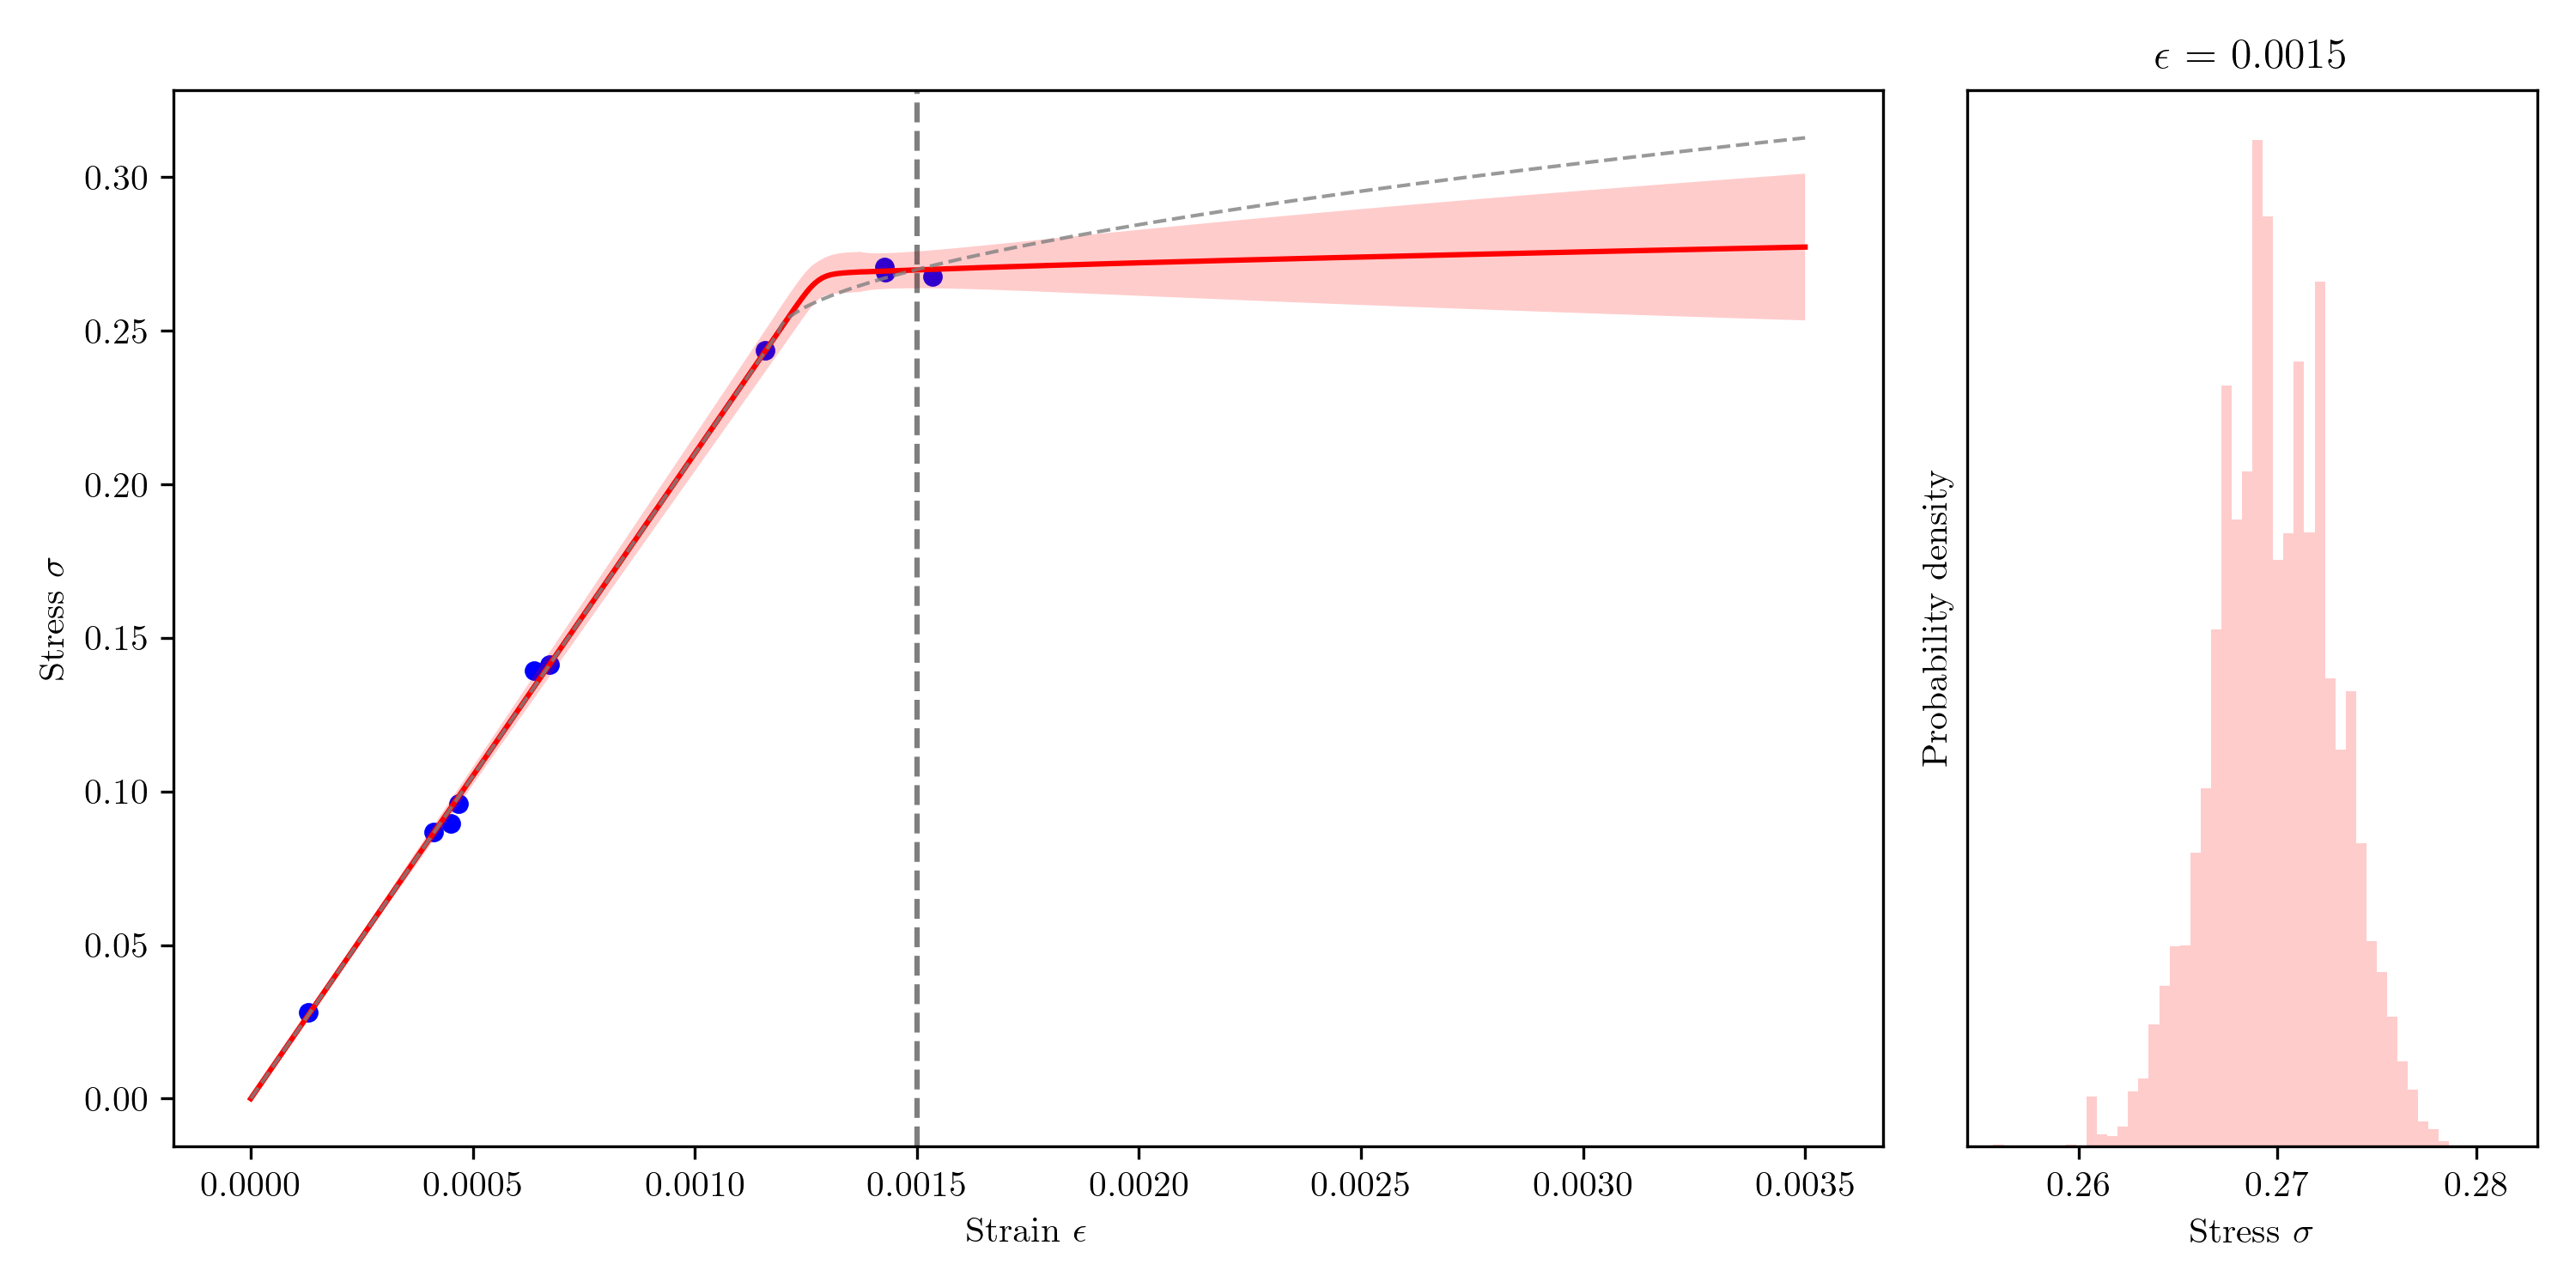 ϵ = 0.0015
0.30
0.25
0.20
0.15
0.10
0.05
0.00
Stress σ
0.0000 0.0005 0.0010 0.0015 0.0020 0.0025 0.0030 0.0035
Strain ϵ
Probability density
0.26 0.27 0.28
Stress σ